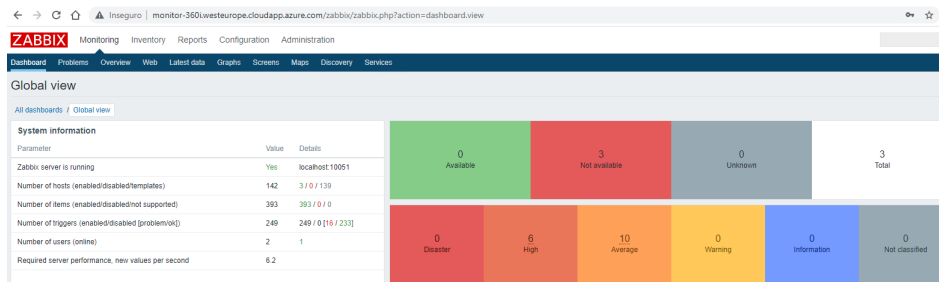 Inseguro | monitor-360i.westeurope.cloudapp.azure.com/zabbix/zabbix.php?action=dashboard.view
ZABBIX Monitoring Inventory Reports Configuration Administration
Dashboard Problems Overview Web Latest data Graphs Screens Maps Discovery Services
Global view
All dashboards / Global view
System information
Parameter Value Details
Zabbix server is running Yes localhost:10051
Number of hosts (enabled/disabled/templates) 142 3 / 0 / 139
Number of items (enabled/disabled/not supported) 393 393 / 0 / 0
Number of triggers (enabled/disabled [problem/ok]) 249 249 / 0 [16 / 233]
Number of users (online) 2 1
Required server performance, new values per second 6.2
0 3 0 3
Available Not available Unknown Total
0 6 10 0 0 0
Disaster High Average Warning Information Not classified